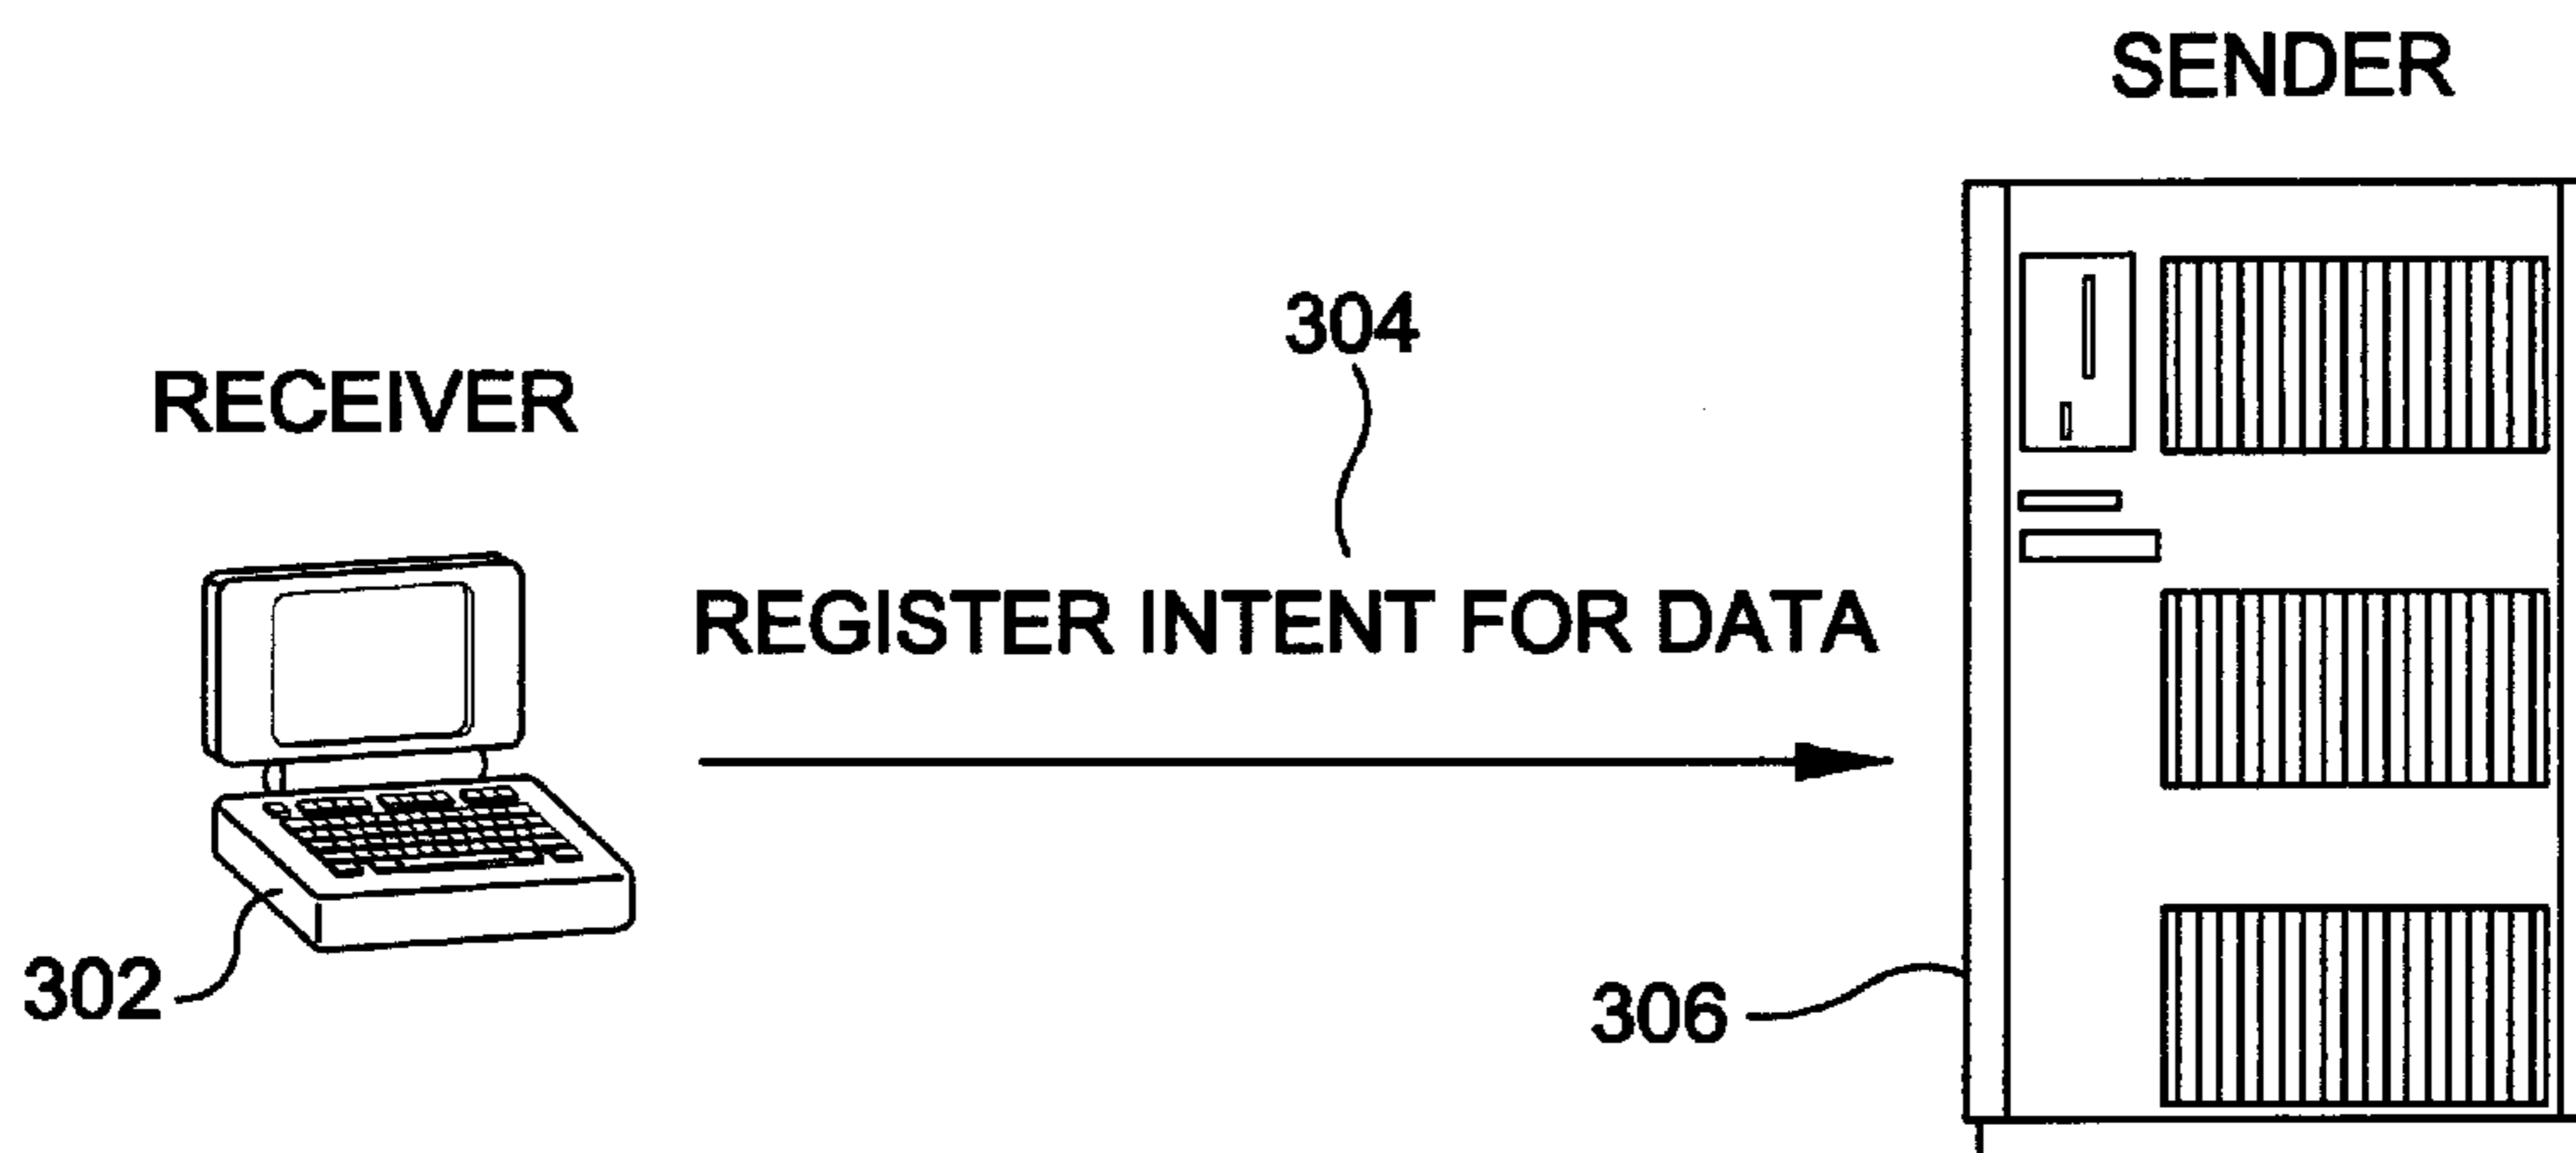 SENDER
304
RECEIVER
REGISTER INTENT FOR DATA
302
306